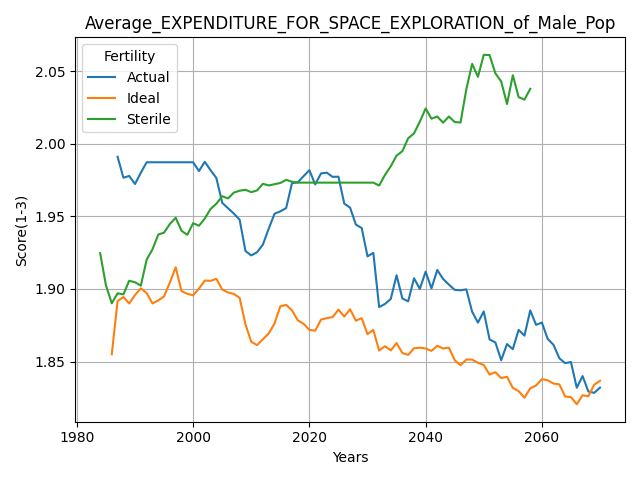 Average_EXPENDITURE_FOR_SPACE_EXPLORATION_of_Male_Pop
Fertility
Actual
Ideal
Sterile
Score(1-3)
2.05
2.00
1.95
1.90
1.85
1980
2000
2020
2040
2060
Years